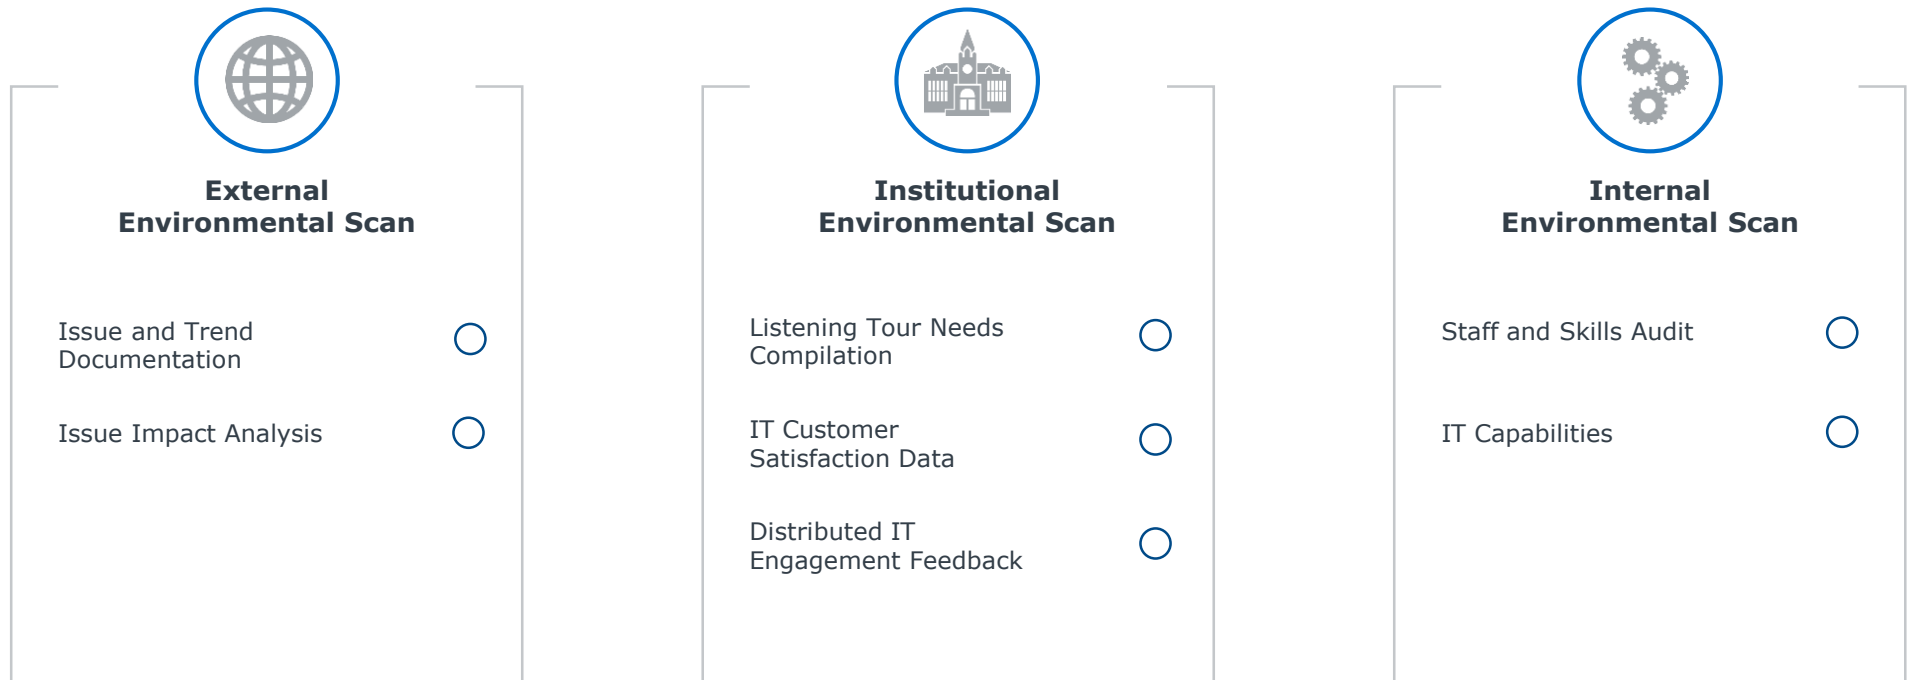 External
Environmental Scan
Issue and Trend
Documentation
Issue Impact Analysis
Institutional
Environmental Scan
Listening Tour Needs
Compilation
IT Customer
Satisfaction Data
Distributed IT
Engagement Feedback
Internal
Environmental Scan
Staff and Skills Audit
IT Capabilities